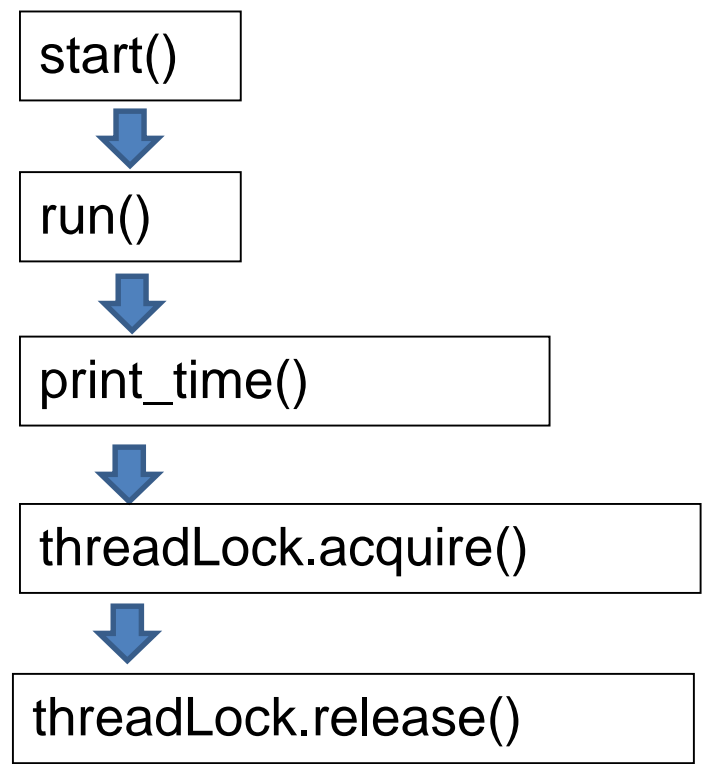 start()
run()
print_time()
threadLock.acquire()
threadLock.release()